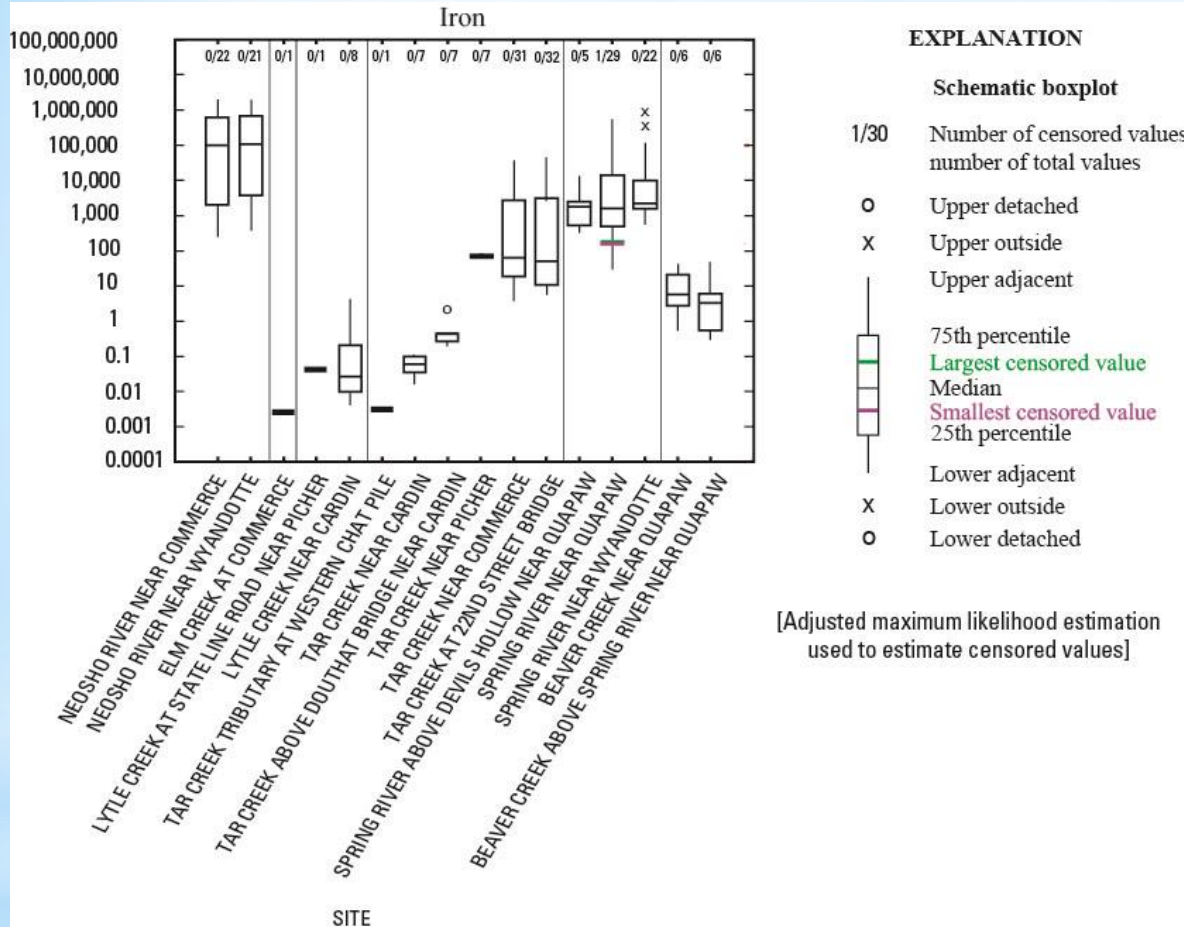 Iron
100,000,000
10,000,000
1,000,000
100,000
10,000
1,000
100
10
1
0.1
0.01
0.001
0.0001
0/22 0/21 0/1 0/1 0/8 0/1 0/7 0/7 0/7 0/31 0/32 0/5 1/29 0/22 0/6 0/6
o
x
x
NEOSHO RIVER NEAR COMMERCE
NEOSHO RIVER NEAR WYANDOTTE
ELM CREEK AT COMMERCE
LYTLE CREEK AT STATE LINE ROAD NEAR PICHER
LYTLE CREEK NEAR CARDIN
TAR CREEK TRIBUTARY AT WESTERN CHAT PILE
TAR CREEK NEAR CARDIN
TAR CREEK ABOVE DOUTHAT BRIDGE NEAR CARDIN
TAR CREEK NEAR PICHER
TAR CREEK NEAR COMMERCE
TAR CREEK AT 22ND STREET BRIDGE
SPRING RIVER ABOVE DEVILS HOLLOW NEAR QUAPAW
SPRING RIVER NEAR QUAPAW
SPRING RIVER NEAR WYANDOTTE
BEAVER CREEK NEAR QUAPAW
BEAVER CREEK ABOVE SPRING RIVER NEAR QUAPAW
SITE
EXPLANATION
Schematic boxplot
1/30 Number of censored values
number of total values
o Upper detached
x Upper outside
Upper adjacent
75th percentile
Largest censored value
Median
Smallest censored value
25th percentile
Lower adjacent
x Lower outside
o Lower detached
[Adjusted maximum likelihood estimation
used to estimate censored values]